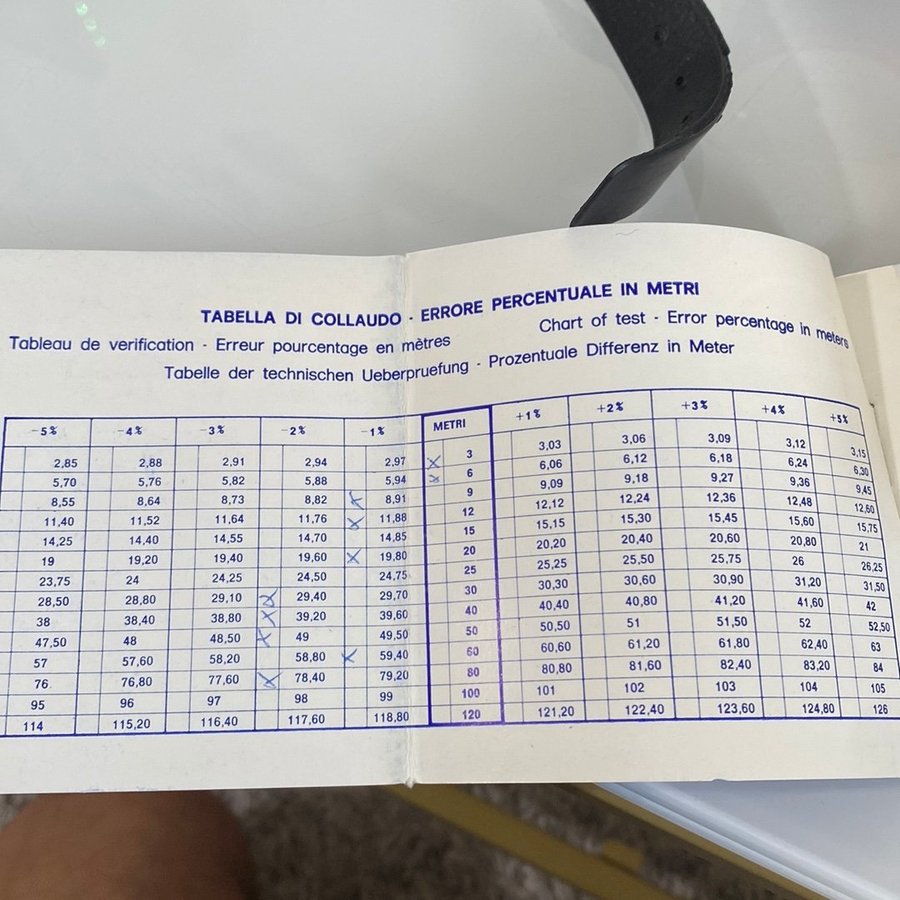 TABELLA DI COLLAUDO - ERRORE PERCENTUALE IN METRI
Tableau de verification - Erreur pourcentage en mètres
Chart of test - Error percentage in meters
Tabelle der technischen Ueberpruefung - Prozentuale Differenz in Meter
-5% -4% -3% -2% -1% METRI +1% +2% +3% +4% +5%
2,85 2,88 2,91 2,94 2,97 x 3 3,03 3,06 3,09 3,12 3,15
5,70 5,76 5,82 5,88 5,94 x 6 6,06 6,12 6,18 6,24 6,30
8,55 8,64 8,73 8,82 x 8,91 9 9,09 9,18 9,27 9,36 9,45
11,40 11,52 11,64 11,76 x 11,88 12 12,12 12,24 12,36 12,48 12,60
14,25 14,40 14,55 14,70 14,85 15 15,15 15,30 15,45 15,60 15,75
19 19,20 19,40 19,60 x 19,80 20 20,20 20,40 20,60 20,80 21
23,75 24 24,25 24,50 24,75 25 25,25 25,50 25,75 26 26,25
28,50 28,80 29,10 x 29,40 29,70 30 30,30 30,60 30,90 31,20 31,50
38 38,40 38,80 xx 39,20 39,60 40 40,40 40,80 41,20 41,60 42
47,50 48 48,50 x 49 49,50 50 50,50 51 51,50 52 52,50
57 57,60 58,20 58,80 x 59,40 60 60,60 61,20 61,80 62,40 63
76 76,80 77,60 x 78,40 79,20 80 80,80 81,60 82,40 83,20 84
95 96 97 98 99 100 101 102 103 104 105
114 115,20 116,40 117,60 118,80 120 121,20 122,40 123,60 124,80 126